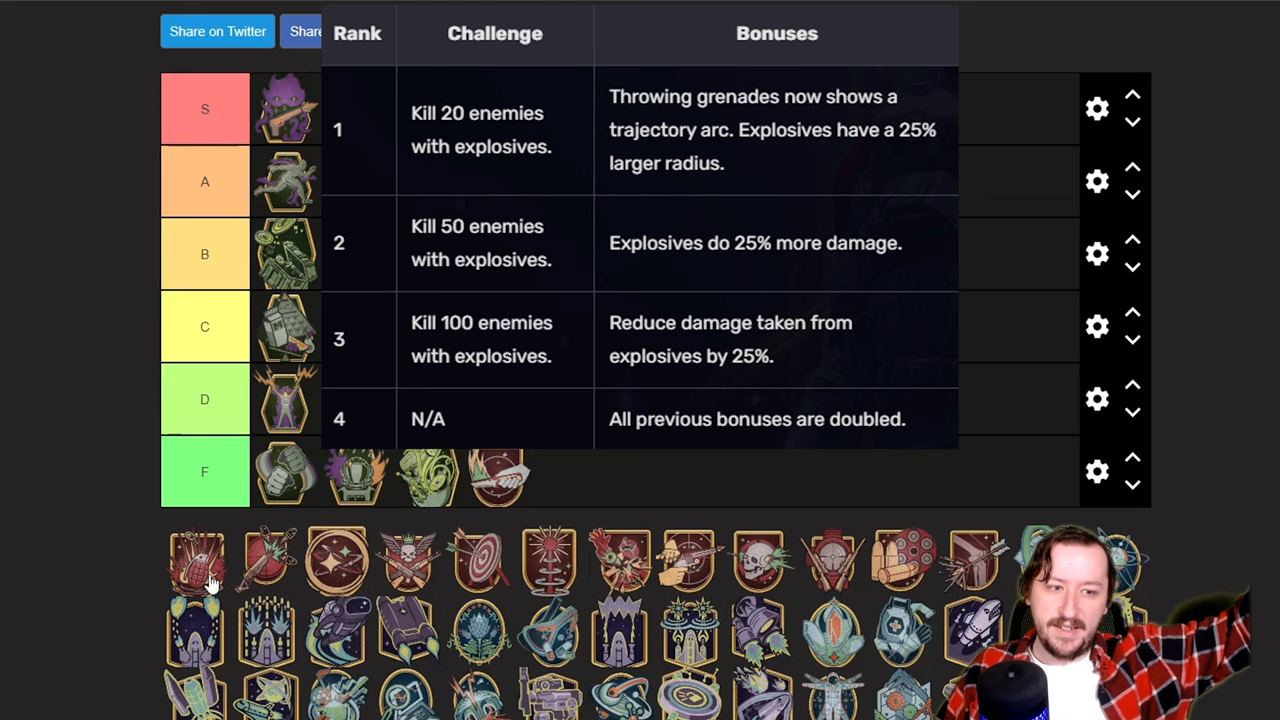 Share on Twitter
Share
Rank
Challenge
Bonuses
1
Kill 20 enemies
with explosives.
Throwing grenades now shows a
trajectory arc. Explosives have a 25%
larger radius.
2
Kill 50 enemies
with explosives.
Explosives do 25% more damage.
3
Kill 100 enemies
with explosives.
Reduce damage taken from
explosives by 25%.
4
N/A
All previous bonuses are doubled.
S
A
B
C
D
F